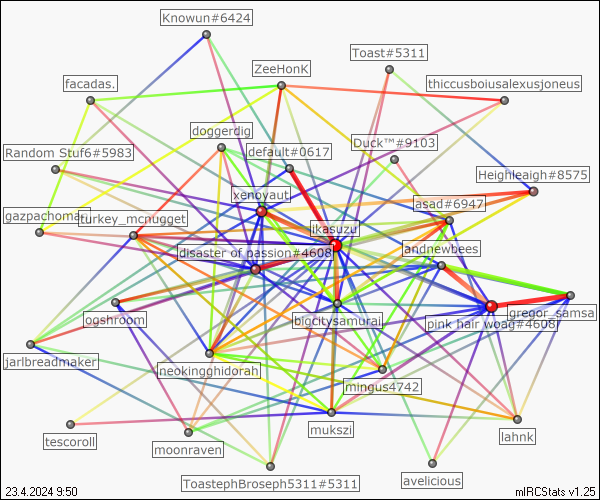 Knowun#6424
Toast#5311
ZeeHonK
facadas.
thiccusboiusalexusjoneus
doggerdig
default#0617
Duck™#9103
Random Stuf6#5983
Heighleaigh#8575
xenoyaut
asad#6947
gazpachomai
turkey_mcnugget
ikasuzu
disaster of passion#4608
andnewbees
ogshroom
bigcitysamurai
gregor_samsa
pink hair woag#4608
jarlbreadmaker
neokingghidorah
mingus4742
mukszi
lahnk
tescoroll
moonraven
ToastephBroseph5311#5311
avelicious
23.4.2024 9:50
mIRCStats v1.25